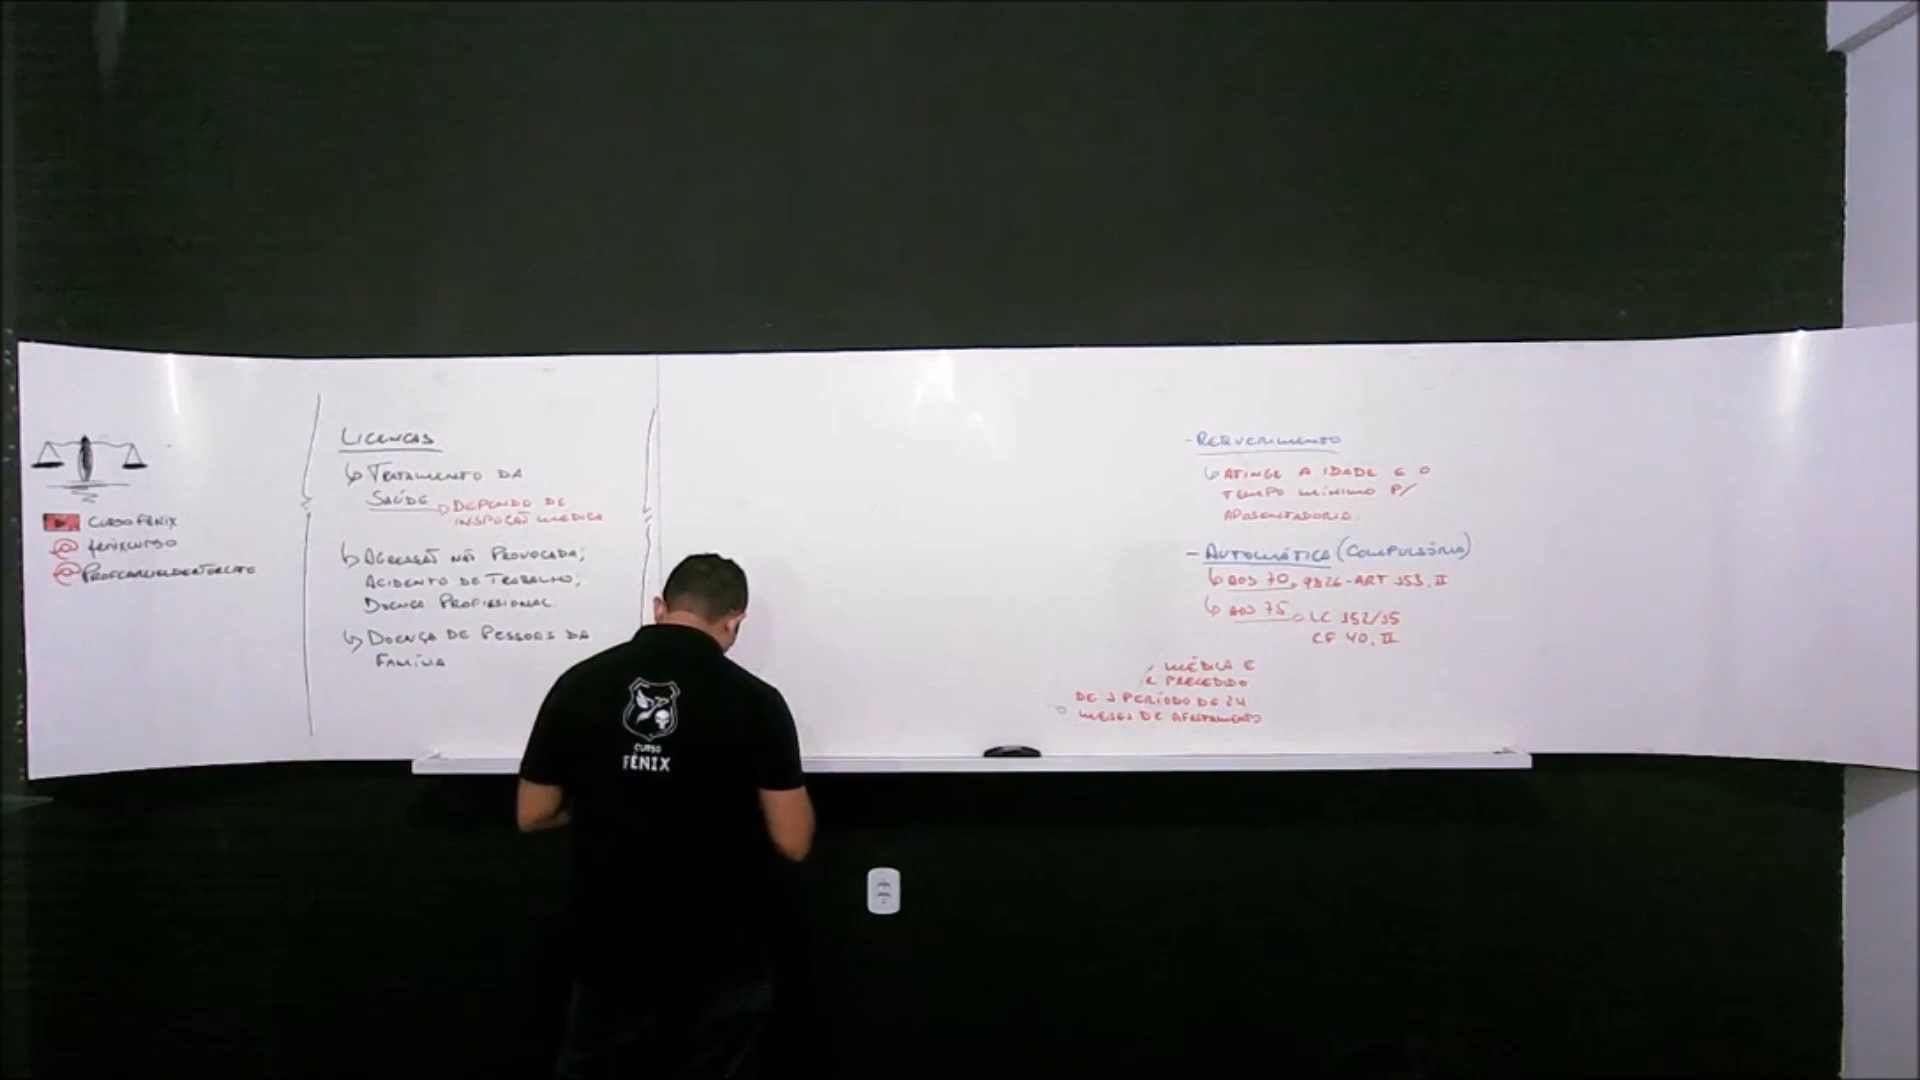 CURSO FÊNIX
@ fenixcurso
LICENÇAS
↳ TRATAMENTO DA
SAÚDE → DEPENDE DE
INSPEÇÃO MÉDICA
↳ AGRESSÃO NÃO PROVOCADA;
ACIDENTE DE TRABALHO;
DOENÇA PROFISSIONAL
↳ DOENÇA DE PESSOAS DA
FAMÍLIA
CURSO
FÊNIX
- REQUERIMENTO
↳ ATINGE A IDADE E O
TEMPO MÍNIMO P/
APOSENTADORIA.
- AUTOMÁTICA (COMPULSÓRIA)
↳ AOS 70, 9826 - ART 153, II
↳ AOS 75 → LC 152/15
CF 40, II
MÉDICA E
PRECEDIDO
DE 1 PERÍODO DE 24
MESES DE AFASTAMENTO